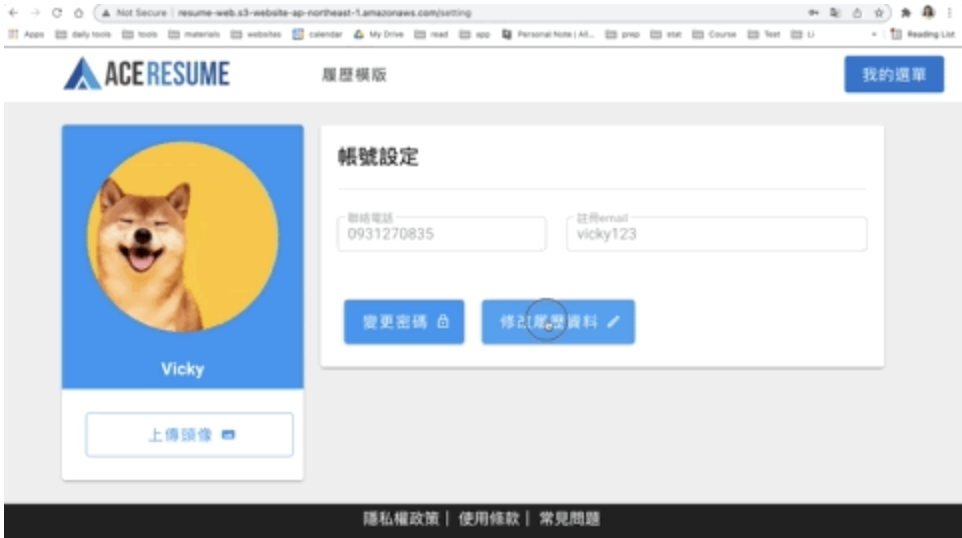 Not Secure | resume-web.s3-website-ap-northeast-1.amazonaws.com/setting
Apps daily tools tools materials websites calendar My Drive read app Personal Note | Al... prep stat Course Test Li » Reading List
ACE RESUME
履歷模版
我的選單
帳號設定
聯絡電話
0931270835
註冊email
vicky123
變更密碼
修改履歷資料
Vicky
上傳頭像
隱私權政策 | 使用條款 | 常見問題